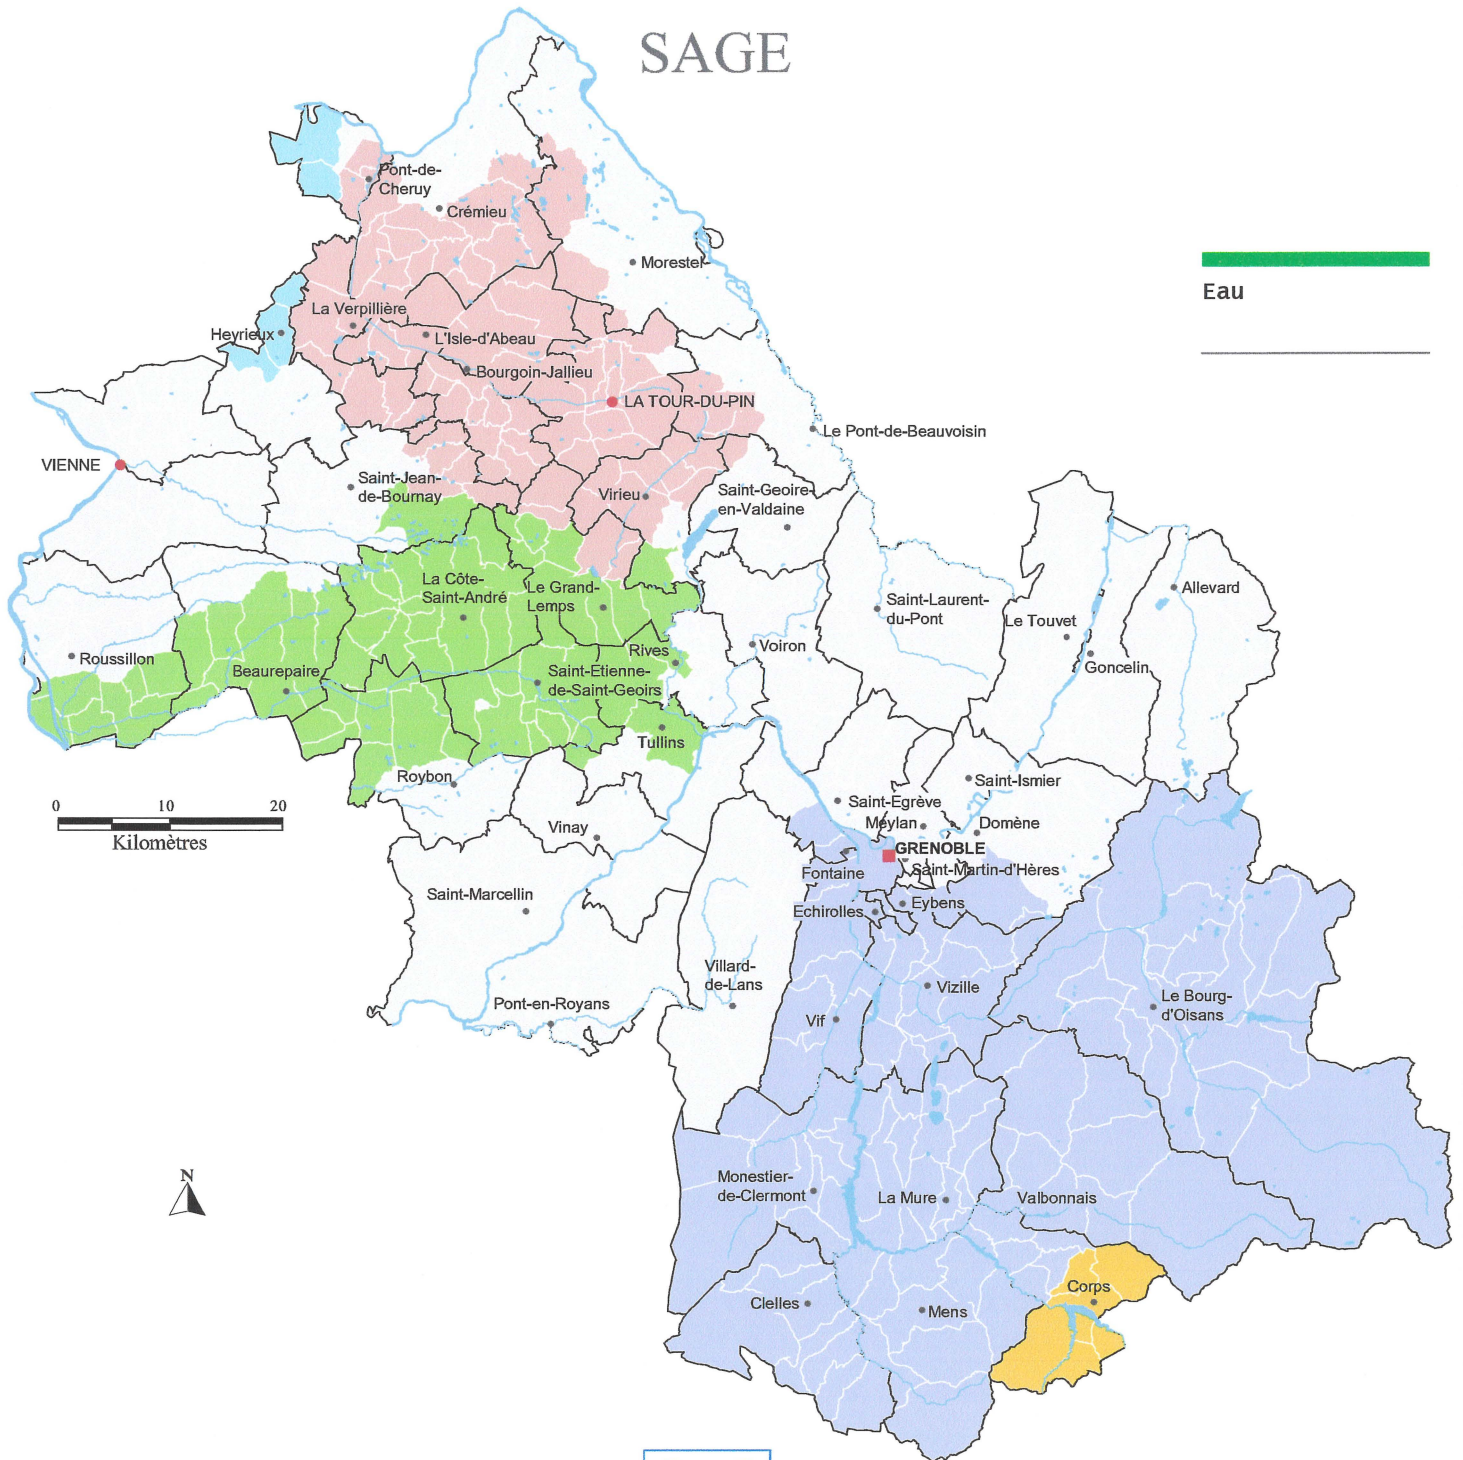 SAGE
Eau
Pont-de-
Cheruy
Crémieu
Morestel
La Verpillière
Heyrieux
L'Isle-d'Abeau
Bourgoin-Jallieu
LA TOUR-DU-PIN
Le Pont-de-Beauvoisin
VIENNE
Saint-Jean-
de-Bournay
Virieu
Saint-Geoire-
en-Valdaine
La Côte-
Saint-André
Le Grand-
Lemps
Saint-Laurent-
du-Pont
Allevard
Le Touvet
Goncelin
Roussillon
Beaurepaire
Rives
Voiron
Saint-Etienne-
de-Saint-Geoirs
Tullins
Roybon
0 10 20
Kilomètres
Vinay
Saint-Ismier
Saint-Egrève
Meylan
Domène
GRENOBLE
Fontaine
Saint-Martin-d'Hères
Saint-Marcellin
Echirolles
Eybens
Villard-
de-Lans
Vizille
Pont-en-Royans
Vif
Le Bourg-
d'Oisans
N
Monestier-
de-Clermont
La Mure
Valbonnais
Corps
Clelles
Mens